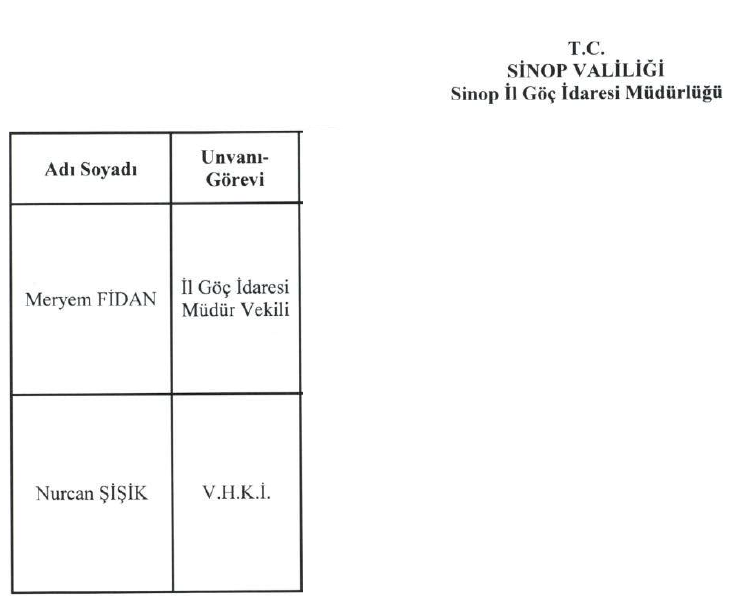 T.C.
SİNOP VALİLİĞİ
Sinop İl Göç İdaresi Müdürlüğü
Adı Soyadı
Unvanı-
Görevi
Meryem FİDAN
İl Göç İdaresi
Müdür Vekili
Nurcan ŞİŞİK
V.H.K.İ.